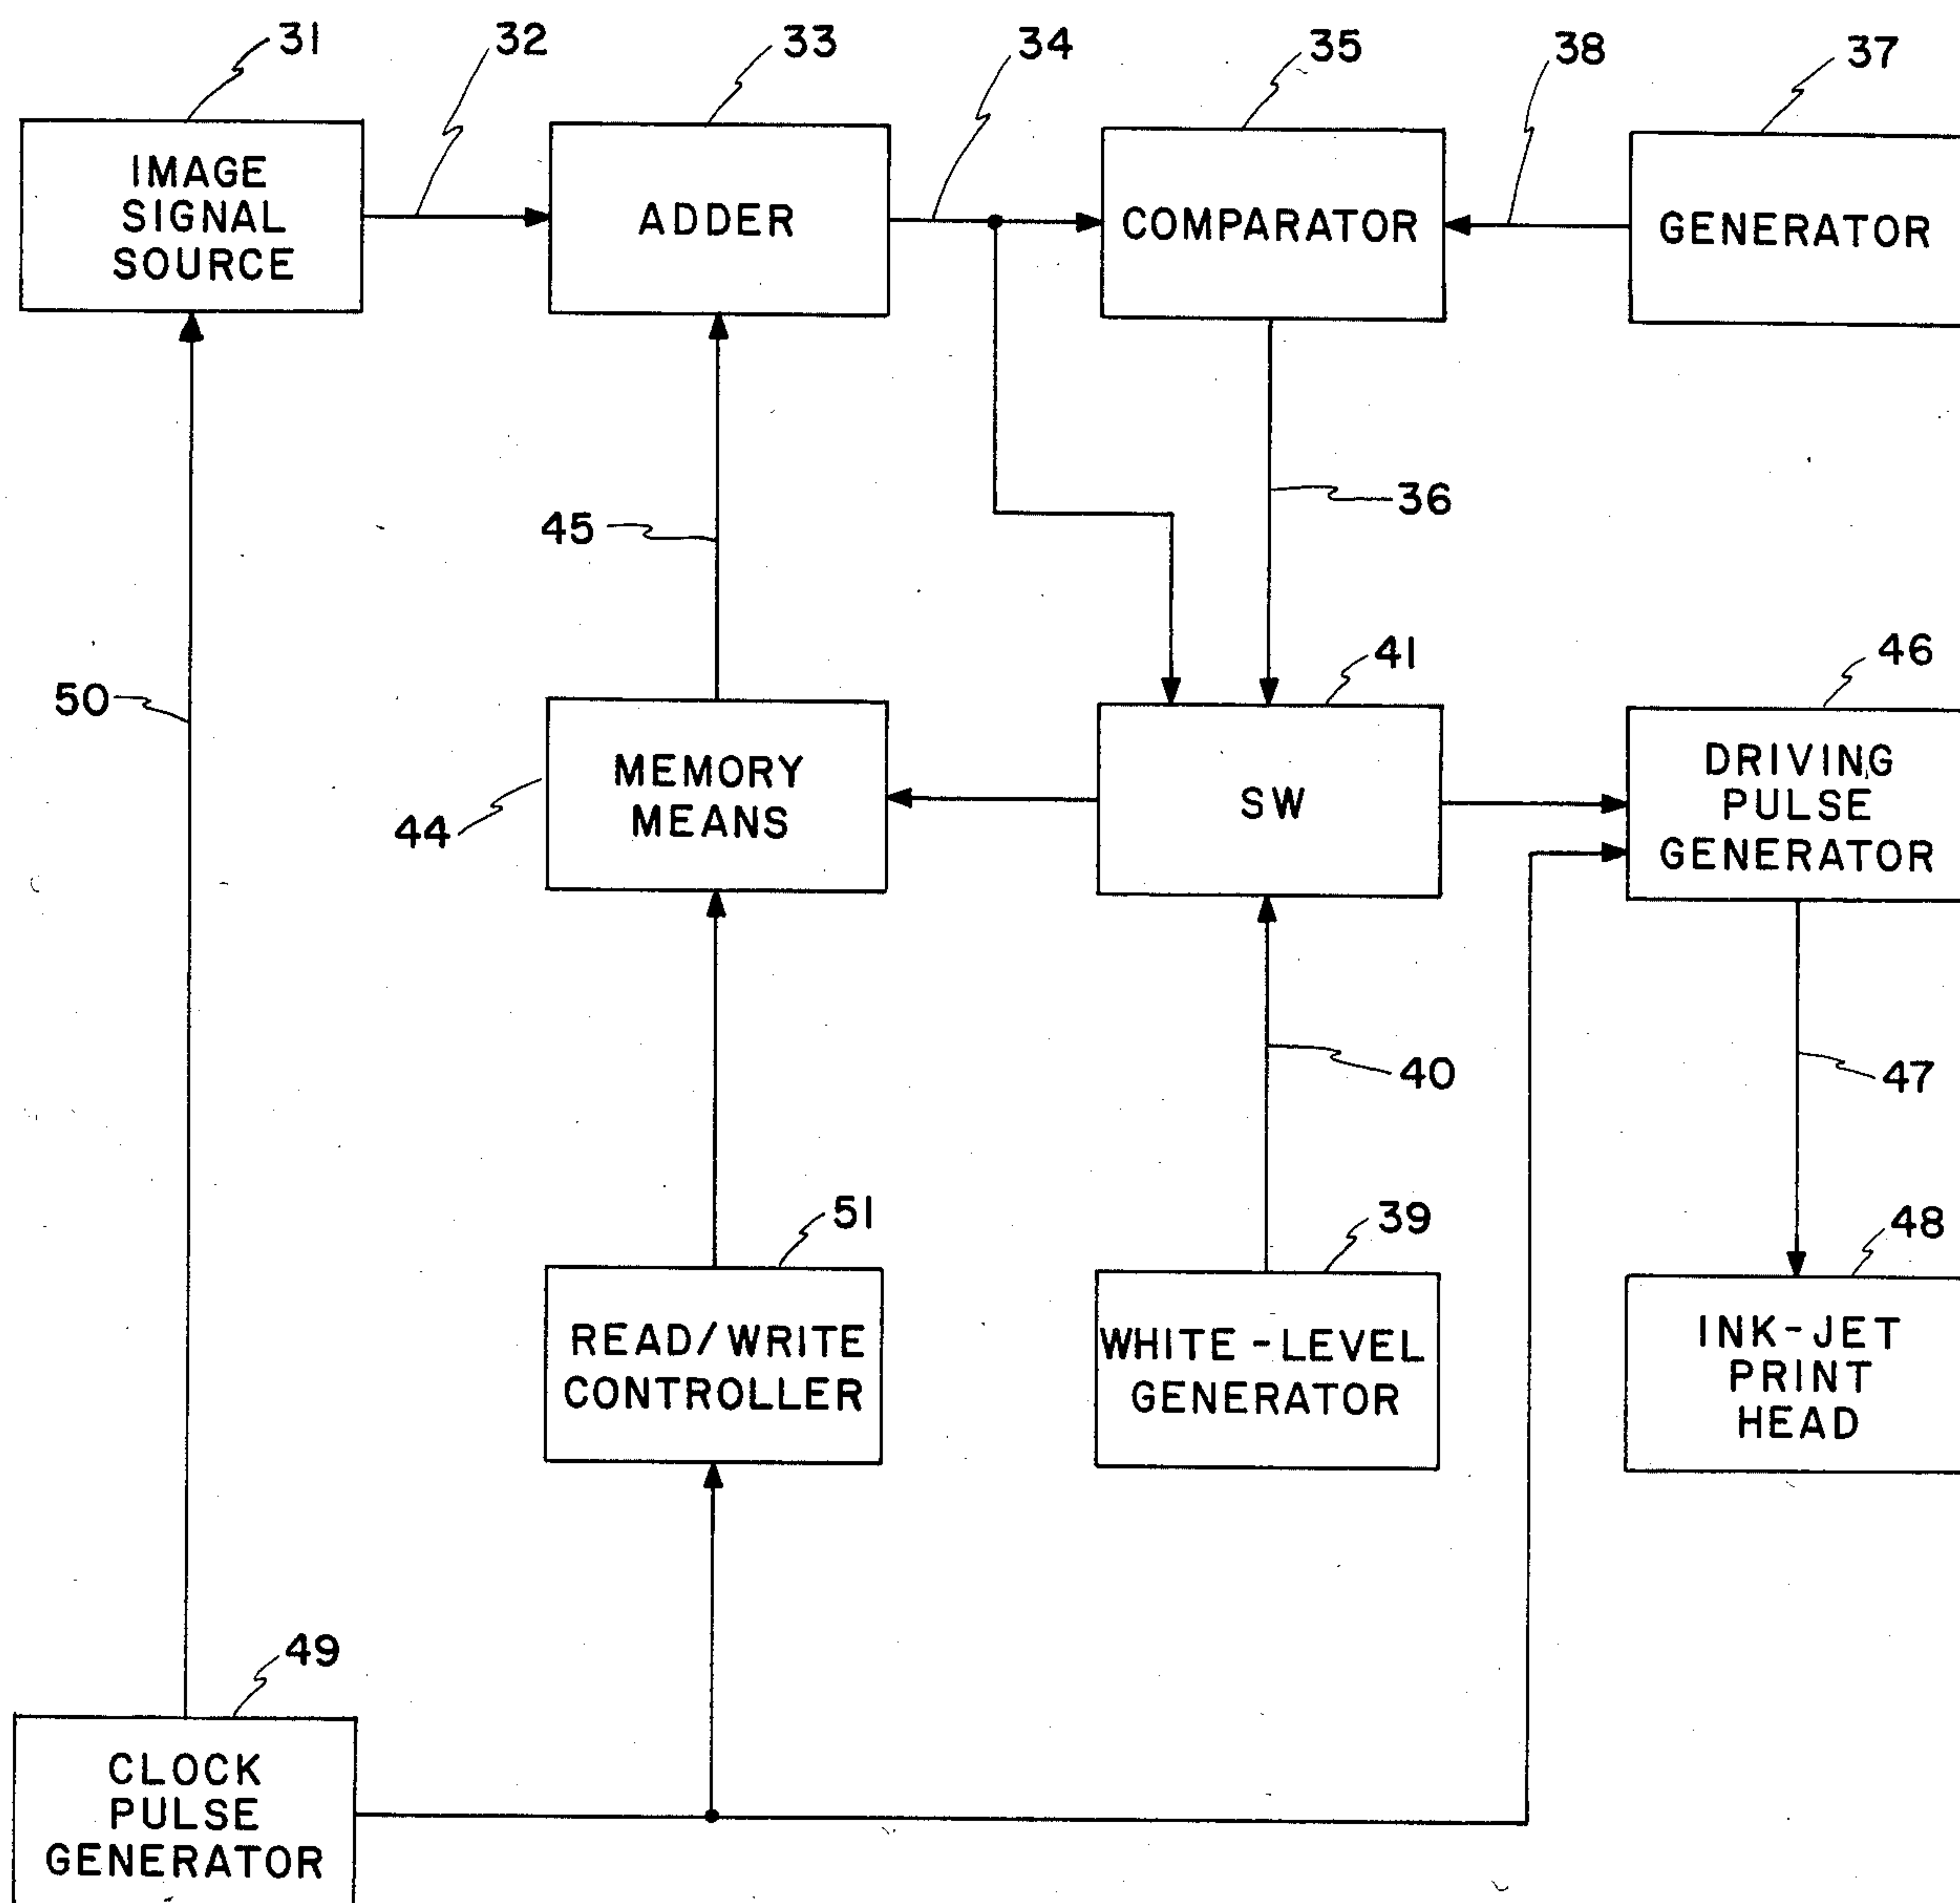 31
32
33
34
35
38
37
IMAGE
SIGNAL
SOURCE
ADDER
COMPARATOR
GENERATOR
45
36
50
41
46
44
MEMORY
MEANS
SW
DRIVING
PULSE
GENERATOR
40
47
51
39
48
READ/WRITE
CONTROLLER
WHITE-LEVEL
GENERATOR
INK-JET
PRINT
HEAD
49
CLOCK
PULSE
GENERATOR